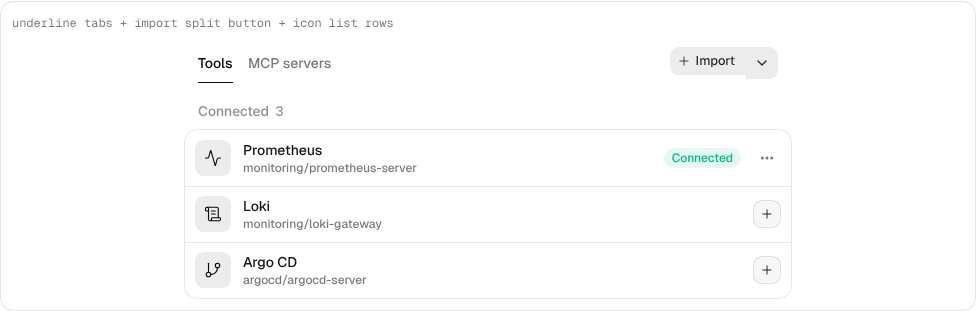 underline tabs + import split button + icon list rows
Tools MCP servers + Import
Connected 3
Prometheus
monitoring/prometheus-server
Connected
Loki
monitoring/loki-gateway
Argo CD
argocd/argocd-server